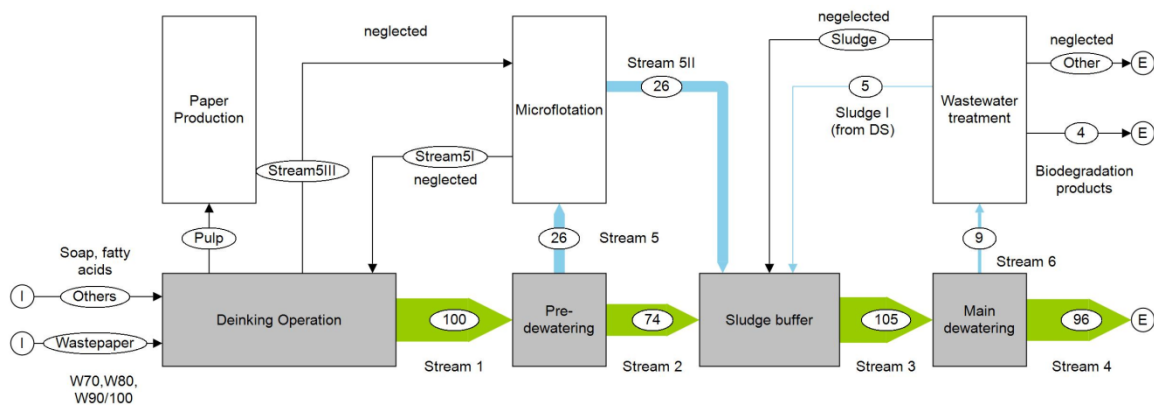 neglected
negelected
Sludge
neglected
Other
E
Stream 5II
26
5
Paper
Production
Microflotation
Sludge I
(from DS)
Wastewater
treatment
Stream5III
Stream5I
neglected
4
E
Biodegradation
products
Pulp
26
Stream 5
9
Stream 6
Soap, fatty
acids
I
Others
Deinking Operation
100
Pre-
dewatering
74
Sludge buffer
105
Main
dewatering
96
E
I
Wastepaper
Stream 1
Stream 2
Stream 3
Stream 4
W70,W80,
W90/100